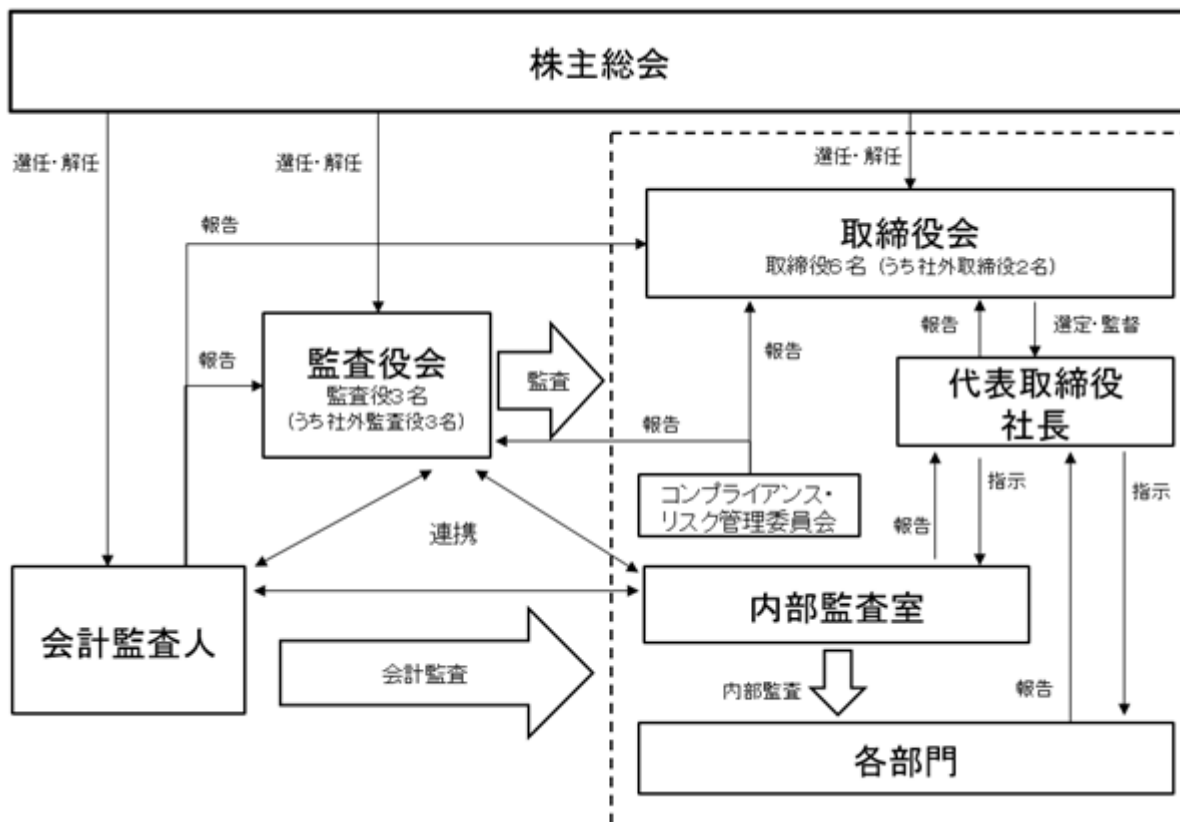 株主総会
選任・解任
選任・解任
選任・解任
報告
取締役会
取締役6名 (うち社外取締役2名)
報告
監査役会
監査役3名
(うち社外監査役3名)
監査
報告
報告
選定・監督
代表取締役
社長
報告
コンプライアンス・
リスク管理委員会
報告
指示
指示
連携
会計監査人
内部監査室
会計監査
内部監査
報告
各部門